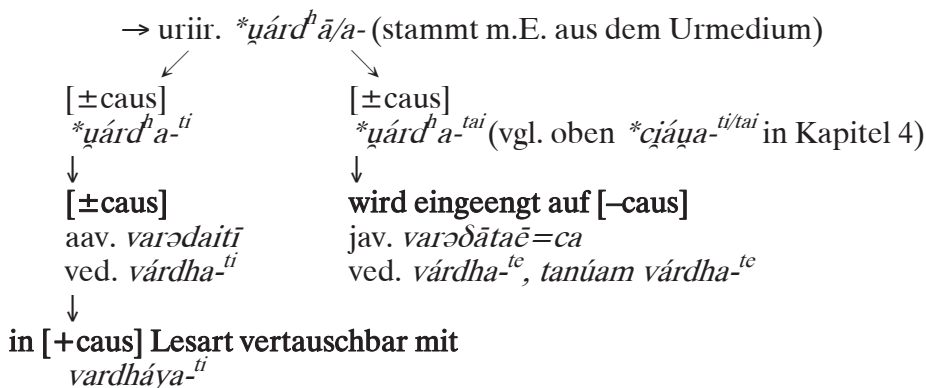 → uriir. *u̯árdʰā/a- (stammt m.E. aus dem Urmedium)
[±caus] [±caus]
*u̯árdʰa-ti *u̯árdʰa-tai (vgl. oben *ci̯áu̯a-ti/tai in Kapitel 4)
[±caus] wird eingeengt auf [–caus]
aav. varədaitī jav. varəδātaē=ca
ved. várdha-ti ved. várdha-te, tanúam várdha-te
in [+caus] Lesart vertauschbar mit
vardháya-ti